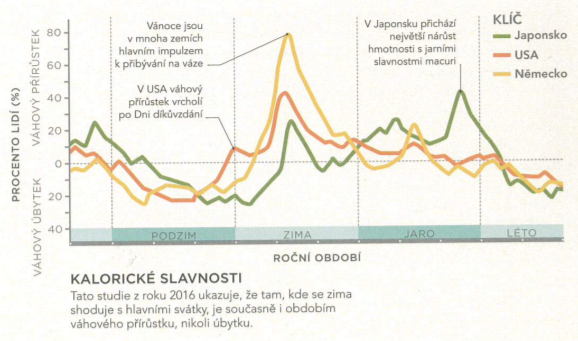 Vánoce jsou
v mnoha zemích
hlavním impulzem
k přibývání na váze
V USA váhový
přírůstek vrcholí
po Dni díkůvzdání
V Japonsku přichází
největší nárůst
hmotnosti s jarními
slavnostmi macuri
KLÍČ
Japonsko
USA
Německo
PROCENTO LIDÍ (%)
VÁHOVÝ PŘÍRŮSTEK
VÁHOVÝ ÚBYTEK
80
60
40
20
0
20
40
PODZIM
ZIMA
JARO
LÉTO
ROČNÍ OBDOBÍ
KALORICKÉ SLAVNOSTI
Tato studie z roku 2016 ukazuje, že tam, kde se zima
shoduje s hlavními svátky, je současně i obdobím
váhového přírůstku, nikoli úbytku.